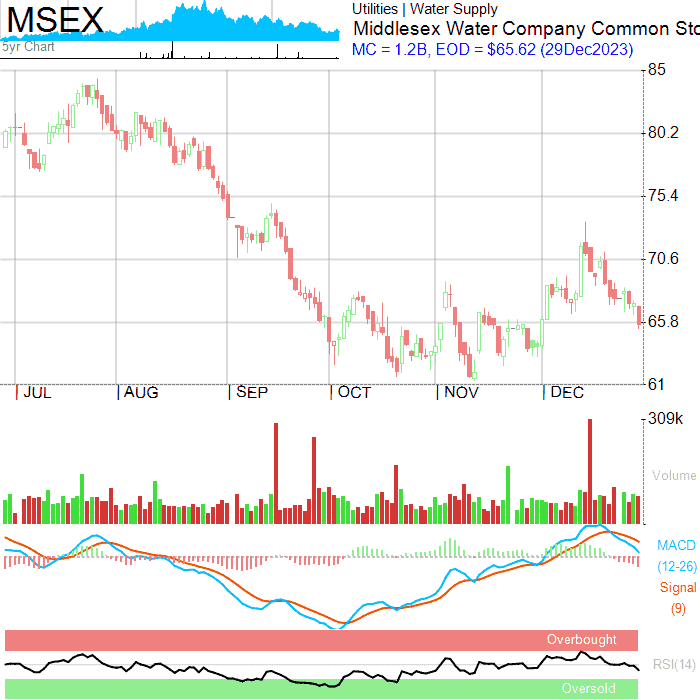 MSEX
5yr Chart
Utilities | Water Supply
Middlesex Water Company Common Sto
MC = 1.2B, EOD = $65.62 (29Dec2023)
85
80.2
75.4
70.6
65.8
61
JUL AUG SEP OCT NOV DEC
309k
Volume
MACD
(12-26)
Signal
(9)
Overbought
RSI(14)
Oversold